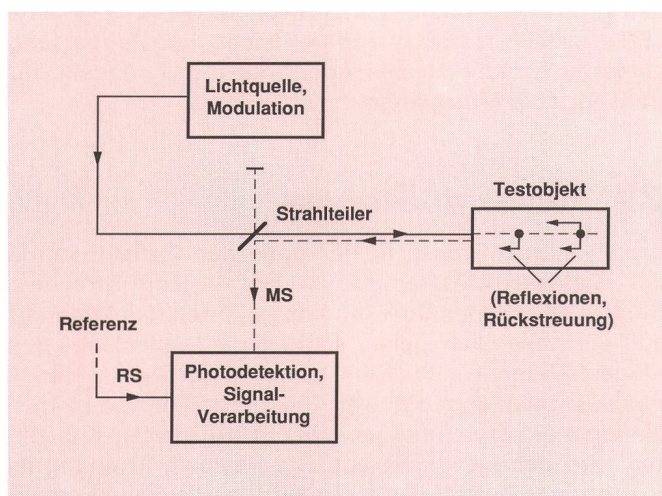 Lichtquelle,
Modulation
Strahlteiler
Testobjekt
(Reflexionen,
Rückstreuung)
MS
Referenz
RS
Photodetektion,
Signal-
Verarbeitung